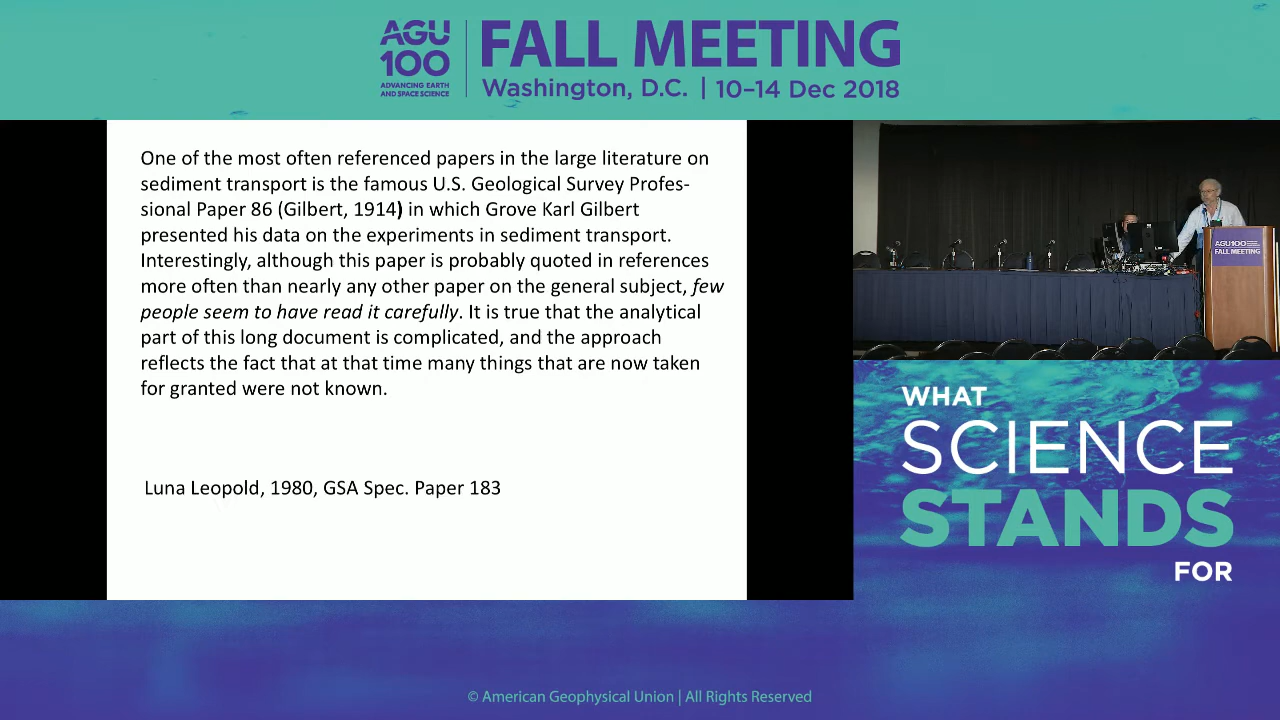 AGU
100
ADVANCING EARTH
AND SPACE SCIENCE
FALL MEETING
Washington, D.C. | 10–14 Dec 2018
One of the most often referenced papers in the large literature on
sediment transport is the famous U.S. Geological Survey Profes-
sional Paper 86 (Gilbert, 1914) in which Grove Karl Gilbert
presented his data on the experiments in sediment transport.
Interestingly, although this paper is probably quoted in references
more often than nearly any other paper on the general subject, few
people seem to have read it carefully. It is true that the analytical
part of this long document is complicated, and the approach
reflects the fact that at that time many things that are now taken
for granted were not known.
Luna Leopold, 1980, GSA Spec. Paper 183
AGU100
FALL MEETING
WHAT
SCIENCE
STANDS
FOR
© American Geophysical Union | All Rights Reserved